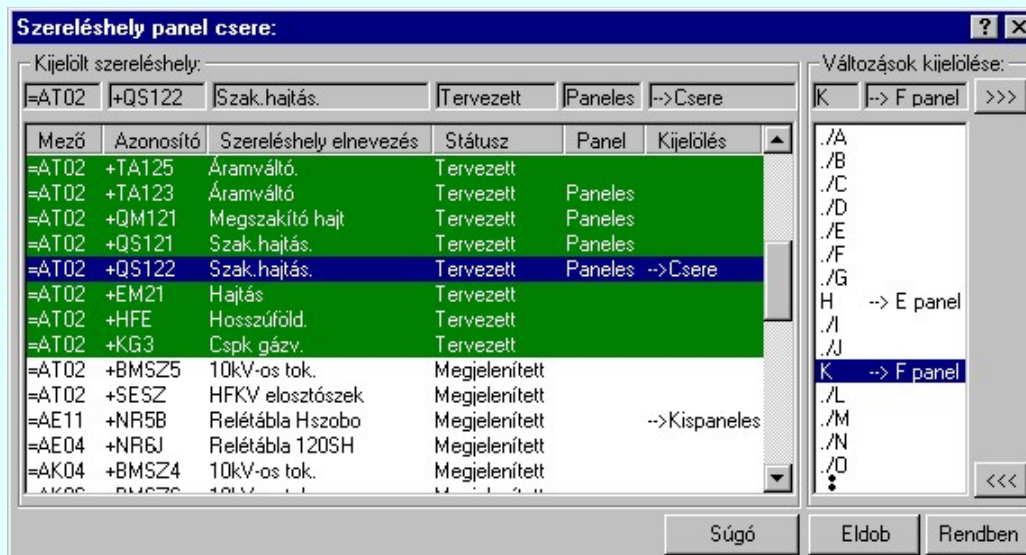 Szereléshely panel csere:
Kijelölt szereléshely:
=AT02 +QS122 Szak.hajtás. Tervezett Paneles -->Csere
Mező Azonosító Szereléshely elnevezés Státusz Panel Kijelölés
=AT02 +TA125 Áramváltó. Tervezett
=AT02 +TA123 Áramváltó Tervezett Paneles
=AT02 +QM121 Megszakító hajt Tervezett Paneles
=AT02 +QS121 Szak.hajtás. Tervezett Paneles
=AT02 +QS122 Szak.hajtás. Tervezett Paneles -->Csere
=AT02 +EM21 Hajtás Tervezett
=AT02 +HFE Hosszúföld. Tervezett
=AT02 +KG3 Cspk gázv. Tervezett
=AT02 +BMSZ5 10kV-os tok. Megjelenített
=AT02 +SESZ HFKV elosztószek Megjelenített
=AE11 +NR5B Relétábla Hszobo Megjelenített -->Kispaneles
=AE04 +NR6J Relétábla 120SH Megjelenített
=AK04 +BMSZ4 10kV-os tok. Megjelenített
Változások kijelölése:
K --> F panel >>>
./A
./B
./C
./D
./E
./F
./G
H --> E panel
./I
./J
K --> F panel
./L
./M
./N
./O
<<<
Súgó Eldob Rendben